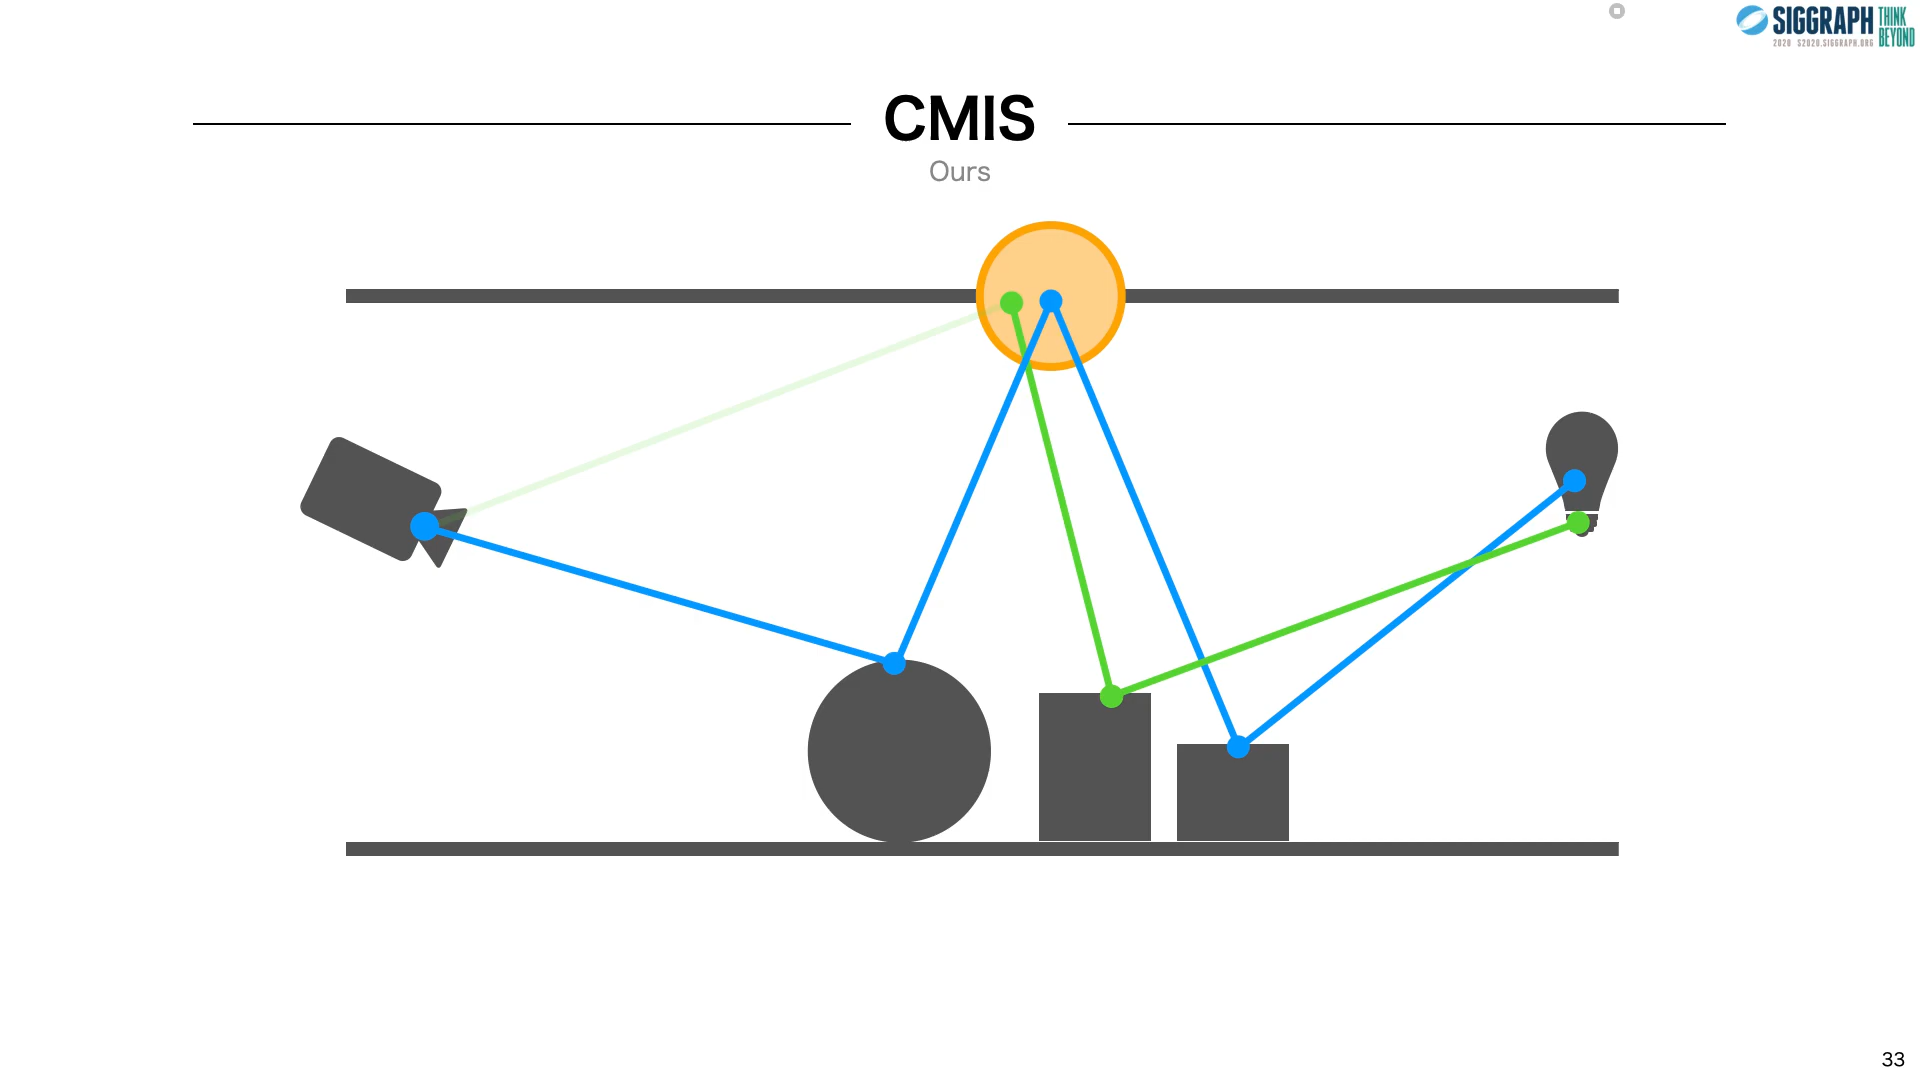 SIGGRAPH THINK
2020 S2020.SIGGRAPH.ORG BEYOND
CMIS
Ours
33